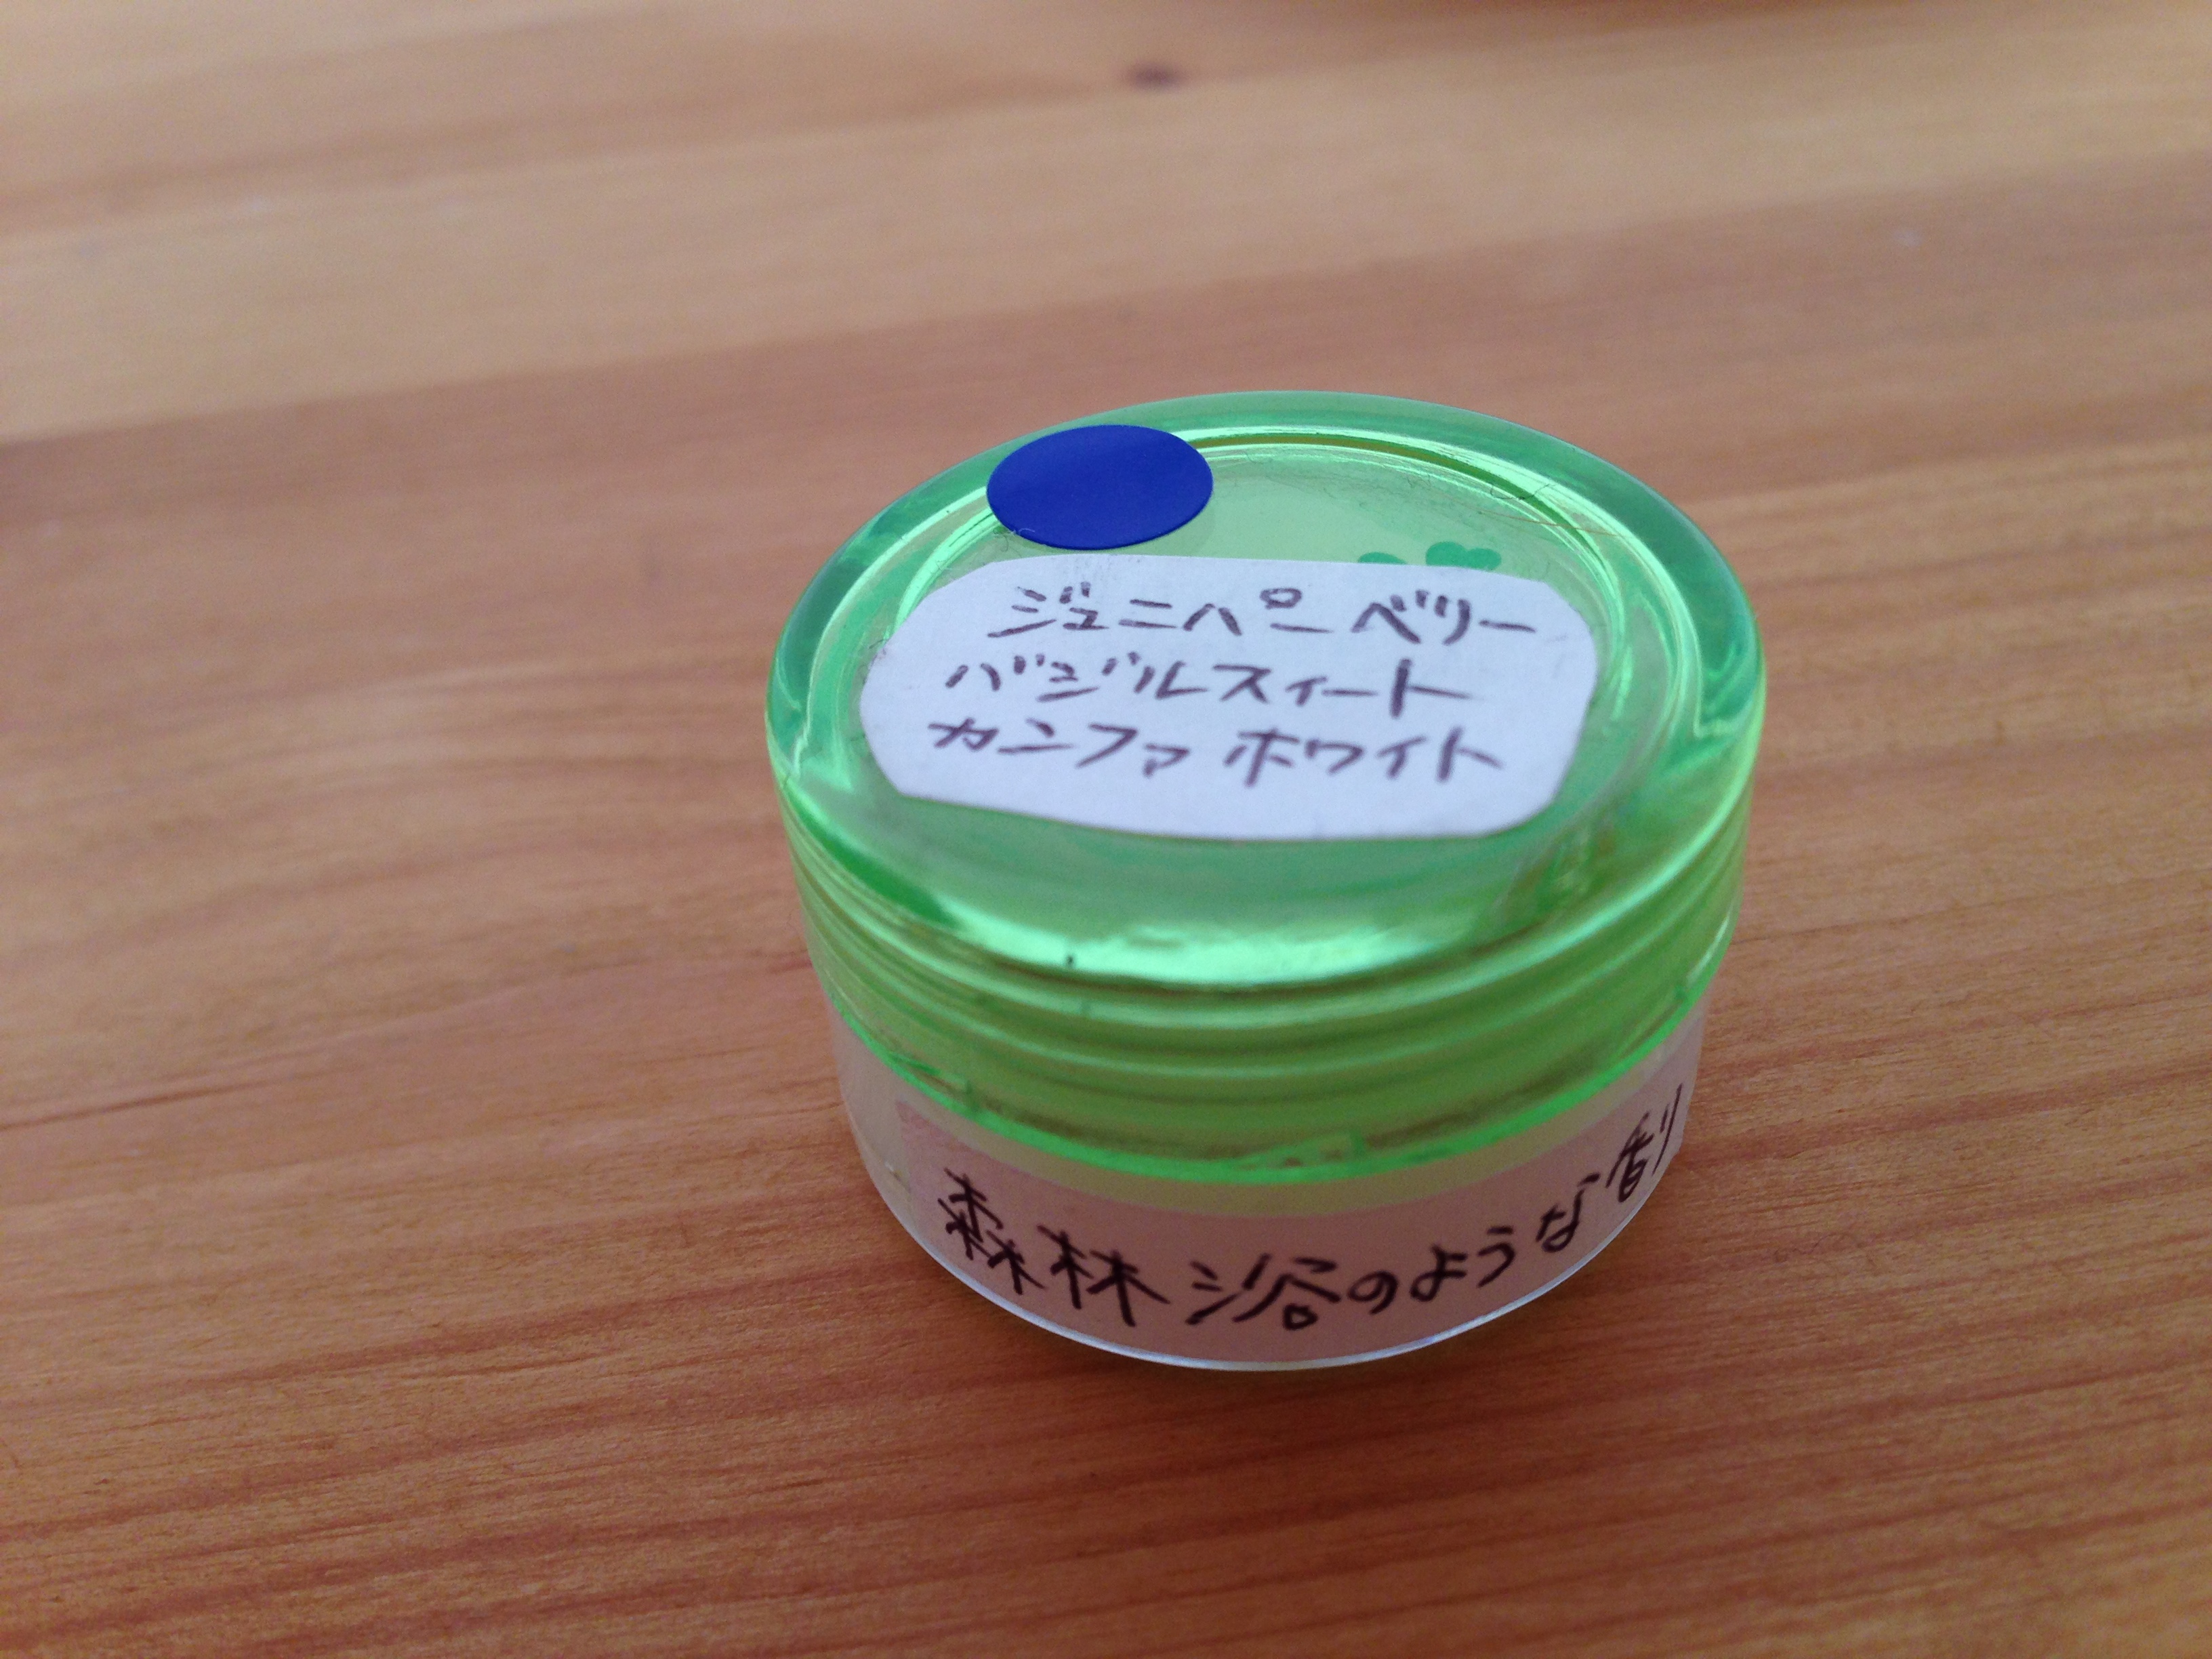 ジュニパーベリー
バジルスィート
カンファ ホワイト
森林浴のような香り